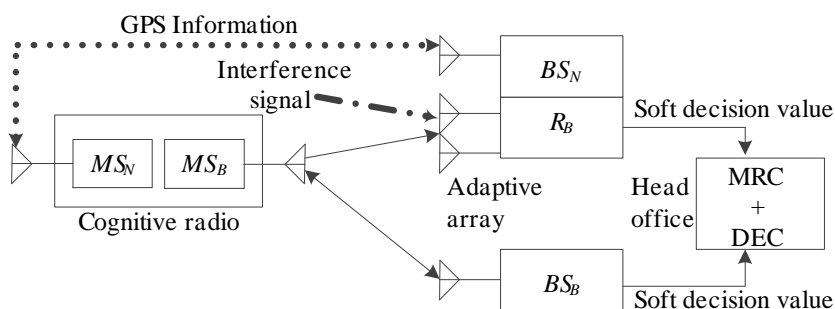 GPS Information
Interference
signal
BS_N
R_B
Soft decision value
MS_N
MS_B
Cognitive radio
Adaptive
array
Head
office
MRC
+
DEC
BS_B
Soft decision value